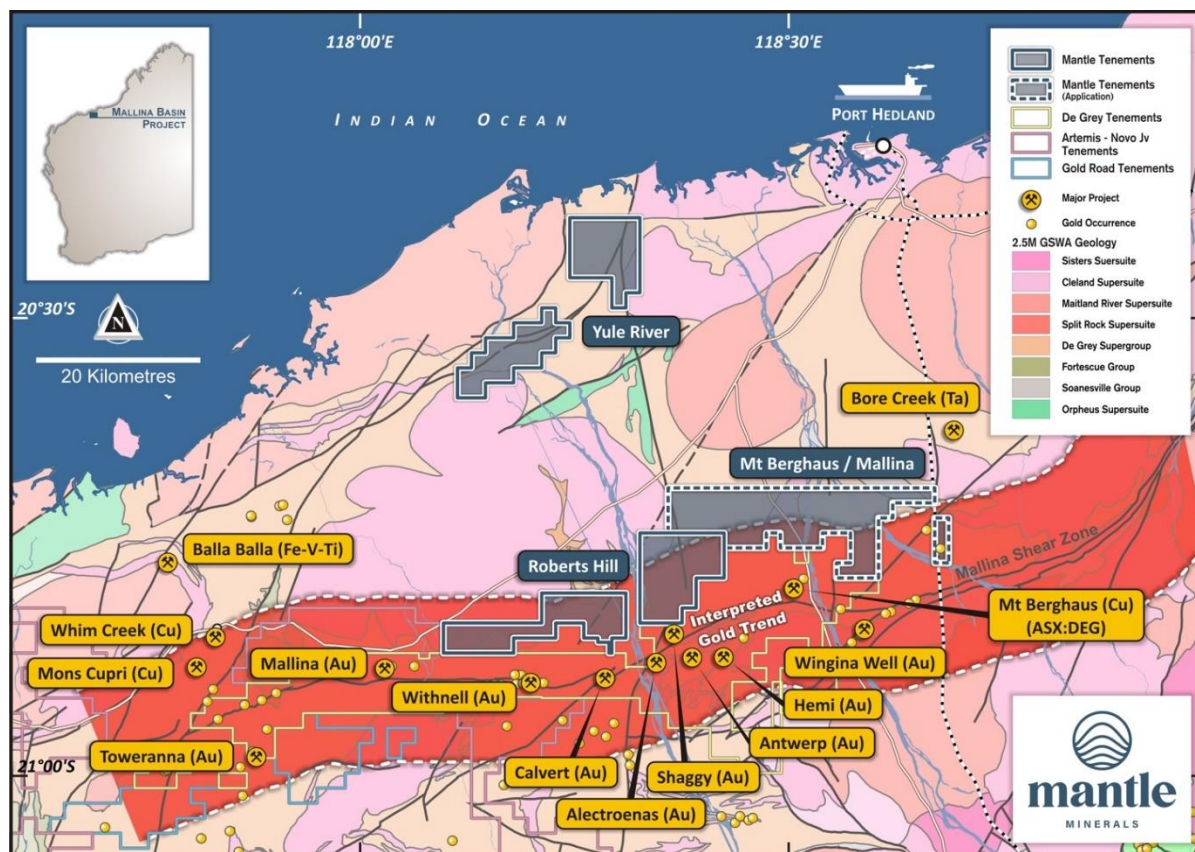 118°00'E
118°30'E
MALLINA BASIN
PROJECT
INDIAN OCEAN
PORT HEDLAND
Mantle Tenements
Mantle Tenements
(Application)
De Grey Tenements
Artemis - Novo Jv
Tenements
Gold Road Tenements
Major Project
Gold Occurrence
2.5M GSWA Geology
Sisters Suersuite
Cleland Supersuite
Maitland River Supersuite
Split Rock Supersuite
De Grey Supergroup
Fortescue Group
Soanesville Group
Orpheus Supersuite
20°30'S
N
20 Kilometres
Yule River
Bore Creek (Ta)
Mt Berghaus / Mallina
Balla Balla (Fe-V-Ti)
Roberts Hill
Mallina Shear Zone
Interpreted
Gold Trend
Mt Berghaus (Cu)
(ASX:DEG)
Whim Creek (Cu)
Mons Cupri (Cu)
Mallina (Au)
Withnell (Au)
Wingina Well (Au)
Hemi (Au)
Antwerp (Au)
Toweranna (Au)
Calvert (Au)
Shaggy (Au)
Alectroenas (Au)
21°00'S
mantle
MINERALS